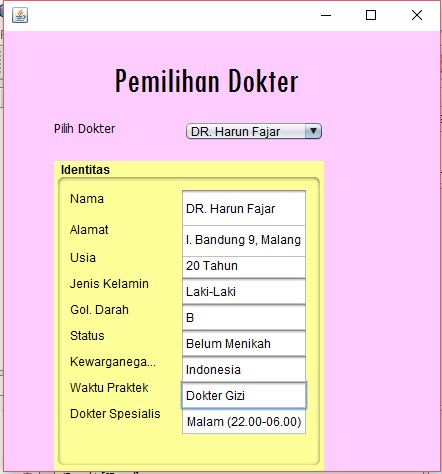 Pemilihan Dokter
Pilih Dokter DR. Harun Fajar
Identitas
Nama DR. Harun Fajar
Alamat l. Bandung 9, Malang
Usia 20 Tahun
Jenis Kelamin Laki-Laki
Gol. Darah B
Status Belum Menikah
Kewarganega... Indonesia
Waktu Praktek Dokter Gizi
Dokter Spesialis Malam (22.00-06.00)